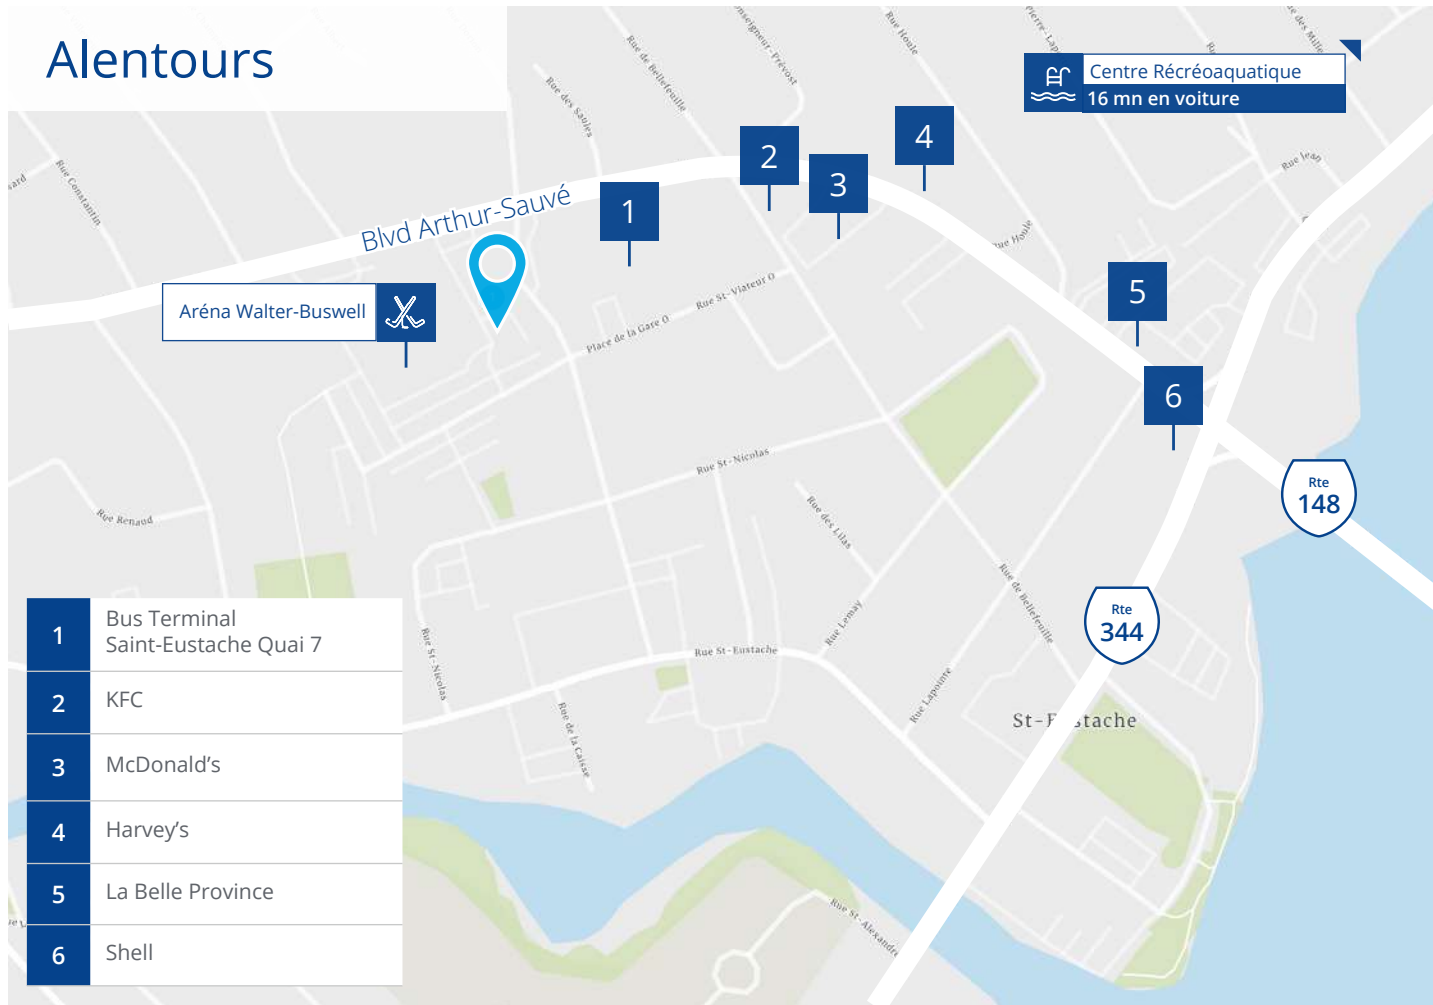 Alentours
Centre Récréoaquatique
16 mn en voiture
Rue des Saules
Rue de Bellefeuille
Rue Houle
Rue Constantin
Rue Jean
Blvd Arthur-Sauvé
1
2
3
4
5
6
Aréna Walter-Buswell
Rue Houle
Rue St-Viateur O
Place de la Gare O
Rue St-Nicolas
Rue des Lilas
Rue Renaud
Rte
148
Rte
344
Rue de Bellefeuille
Rue Lemay
Rue St-Eustache
Rue St-Nicolas
Rue Lapointe
Rue de la Caisse
Rue St-Alexandre
1
Bus Terminal
Saint-Eustache Quai 7
2
KFC
3
McDonald's
4
Harvey's
5
La Belle Province
6
Shell